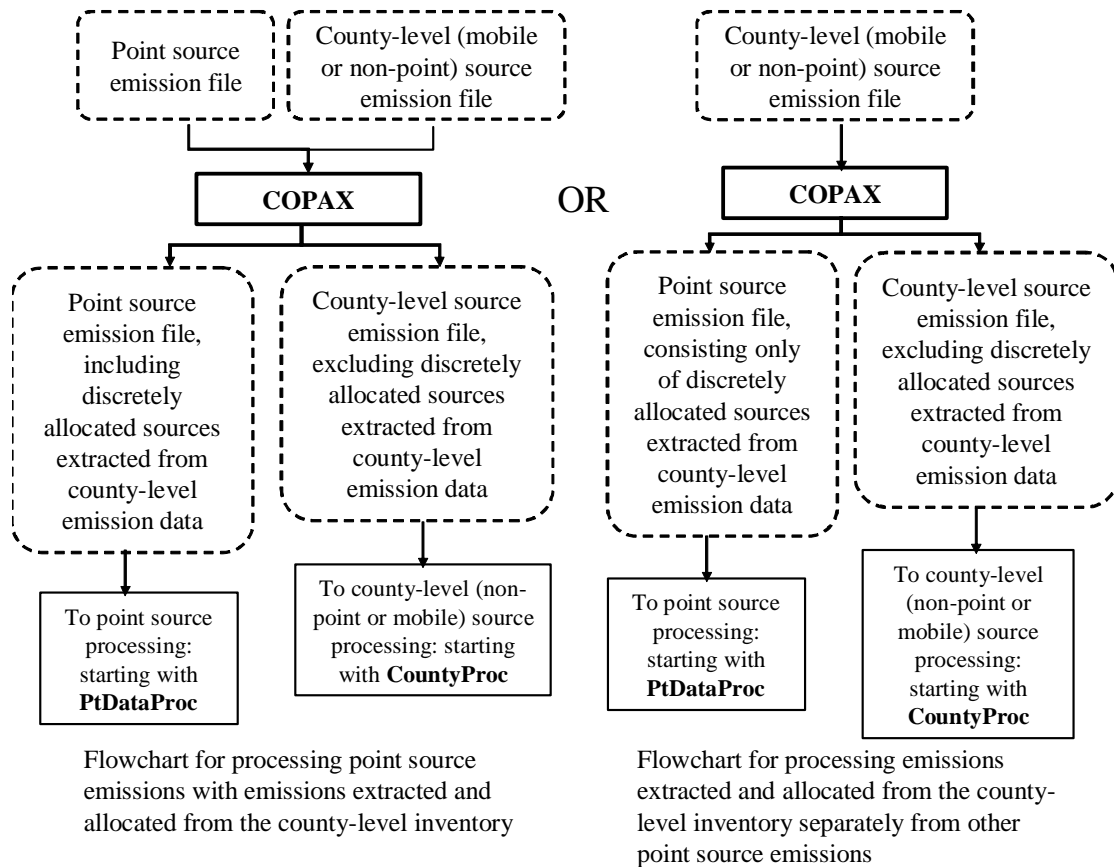 Point source
emission file
County-level (mobile
or non-point) source
emission file
COPAX
Point source
emission file,
including
discretely
allocated sources
extracted from
county-level
emission data
County-level source
emission file,
excluding discretely
allocated sources
extracted from
county-level
emission data
To point source
processing:
starting with
PtDataProc
To county-level (non-
point or mobile) source
processing: starting
with CountyProc
Flowchart for processing point source
emissions with emissions extracted and
allocated from the county-level inventory
OR
County-level (mobile
or non-point) source
emission file
COPAX
Point source
emission file,
consisting only
of discretely
allocated sources
extracted from
county-level
emission data
County-level source
emission file,
excluding discretely
allocated sources
extracted from
county-level
emission data
To point source
processing:
starting with
PtDataProc
To county-level
(non-point or
mobile) source
processing:
starting with
CountyProc
Flowchart for processing emissions
extracted and allocated from the county-
level inventory separately from other
point source emissions